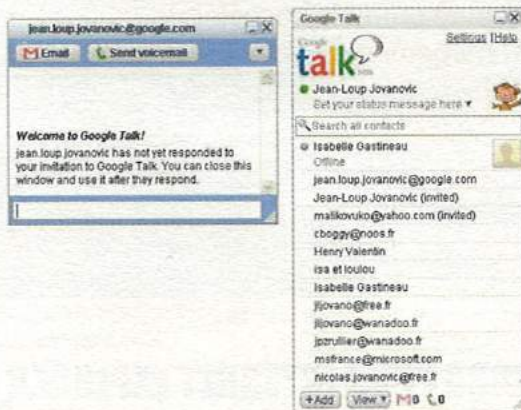 jean.loup.jovanovic@google.com
Email
Send voicemail
Welcome to Google Talk!
jean.loup.jovanovic has not yet responded to
your invitation to Google Talk. You can close this
window and use it after they respond.
Google Talk
Settings | Help
Google
talk
Jean-Loup Jovanovic
Set your status message here
Search all contacts
Isabelle Gastineau
Offline
jean.loup.jovanovic@google.com
Jean-Loup Jovanovic (invited)
malikovuko@yahoo.com (invited)
cboggy@noos.fr
Henry Valentin
isa et loulou
Isabelle Gastineau
jljovano@free.fr
jljovano@wanadoo.fr
jpzrullier@wanadoo.fr
msfrance@microsoft.com
nicolas.jovanovic@free.fr
+Add View 0 0